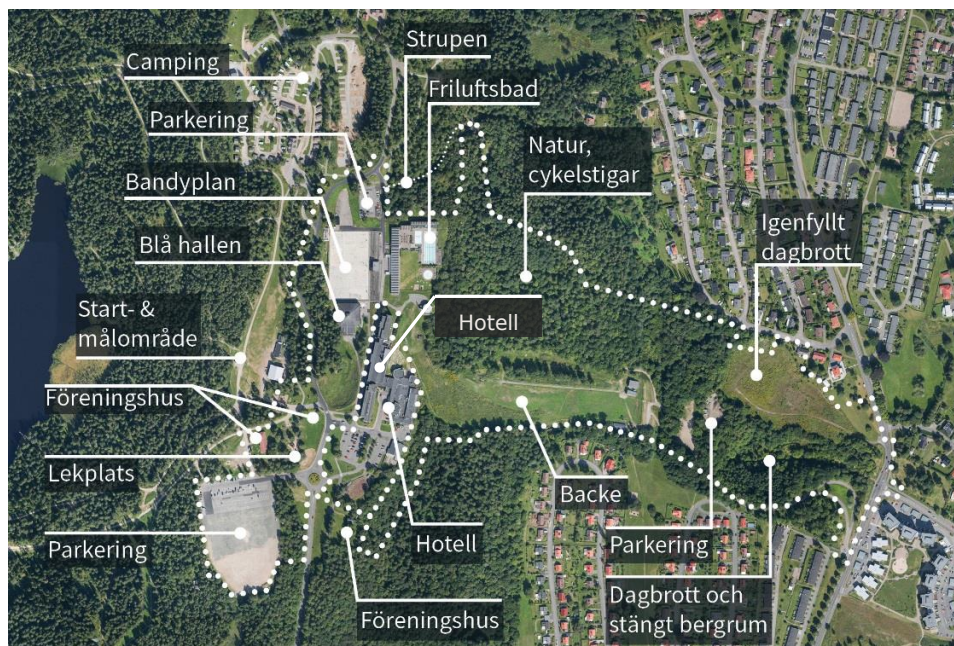 Strupen
Camping
Friluftsbad
Parkering
Natur,
cykelstigar
Bandyplan
Igenfyllt
dagbrott
Blå hallen
Start- &
målområde
Hotell
Föreningshus
Lekplats
Backe
Parkering
Hotell
Parkering
Dagbrott och
stängt bergrum
Föreningshus